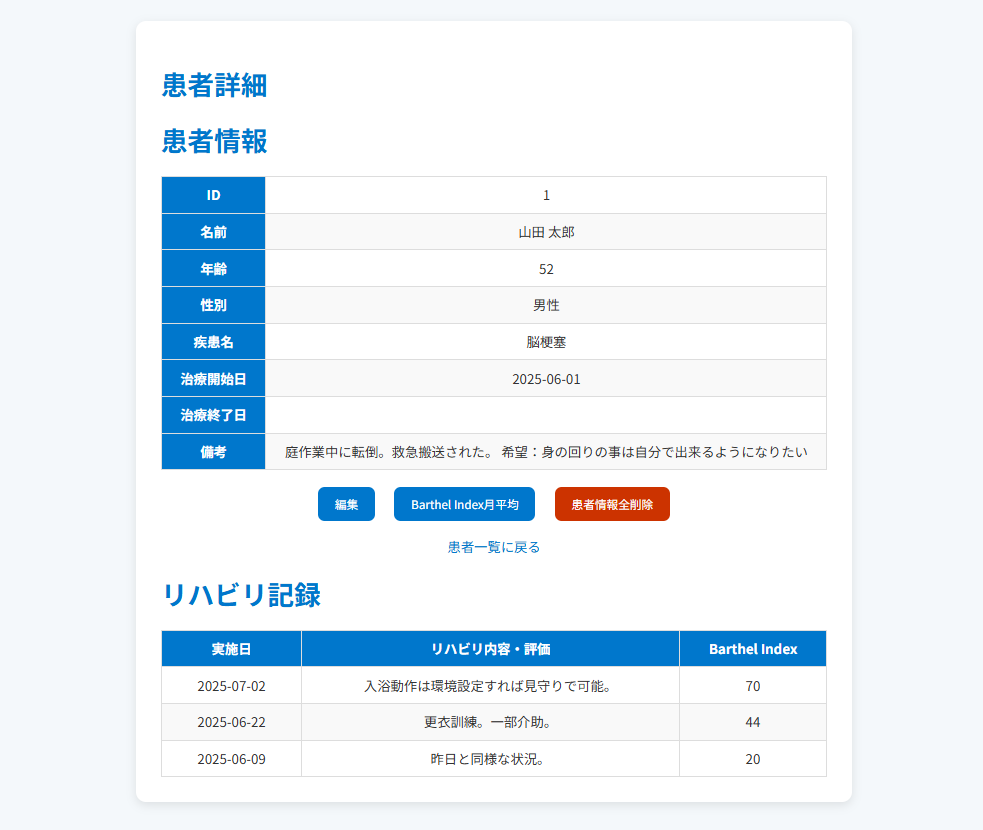 患者詳細
患者情報
ID 1
名前 山田 太郎
年齢 52
性別 男性
疾患名 脳梗塞
治療開始日 2025-06-01
治療終了日
備考 庭作業中に転倒。救急搬送された。 希望：身の回りの事は自分で出来るようになりたい
編集 Barthel Index月平均 患者情報全削除
患者一覧に戻る
リハビリ記録
実施日 リハビリ内容・評価 Barthel Index
2025-07-02 入浴動作は環境設定すれば見守りで可能。 70
2025-06-22 更衣訓練。一部介助。 44
2025-06-09 昨日と同様な状況。 20